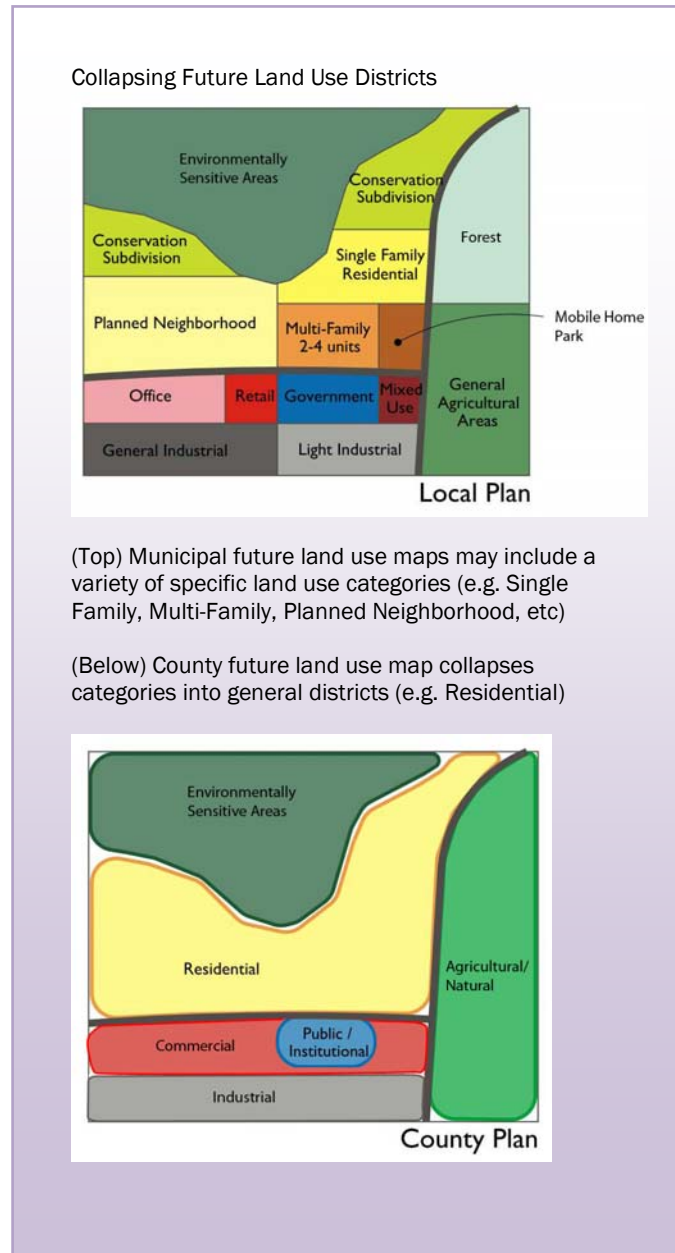 Collapsing Future Land Use Districts
Environmentally
Sensitive Areas
Conservation
Subdivision
Forest
Conservation
Subdivision
Single Family
Residential
Planned Neighborhood
Multi-Family
2-4 units
Mobile Home
Park
Office
Retail
Government
Mixed
Use
General
Agricultural
Areas
General Industrial
Light Industrial
Local Plan
(Top) Municipal future land use maps may include a
variety of specific land use categories (e.g. Single
Family, Multi-Family, Planned Neighborhood, etc)
(Below) County future land use map collapses
categories into general districts (e.g. Residential)
Environmentally
Sensitive Areas
Residential
Agricultural/
Natural
Commercial
Public /
Institutional
Industrial
County Plan